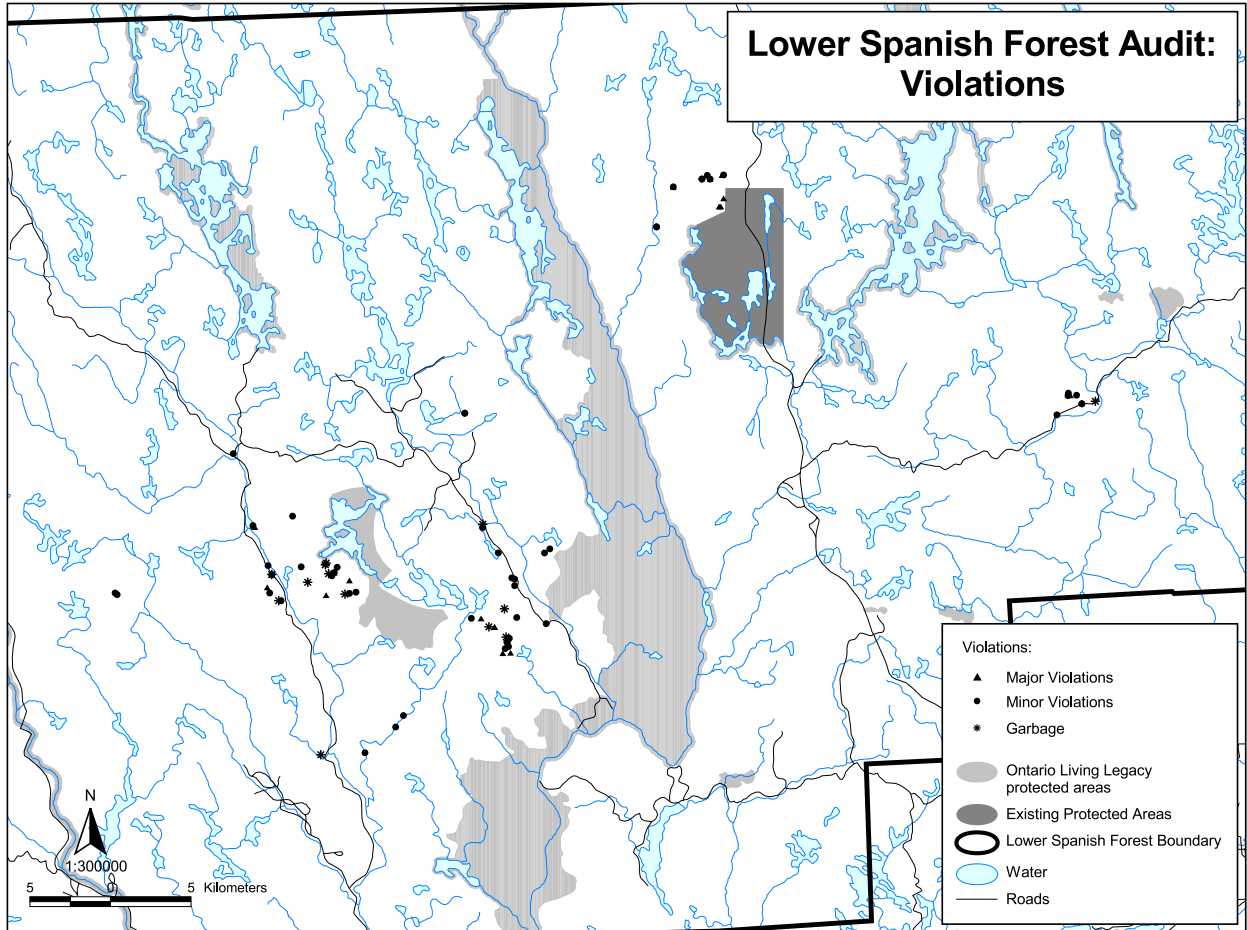 Lower Spanish Forest Audit:
Violations
Violations:
Major Violations
Minor Violations
Garbage
Ontario Living Legacy
protected areas
Existing Protected Areas
Lower Spanish Forest Boundary
Water
Roads
N
1:300000
5 0 5 Kilometers